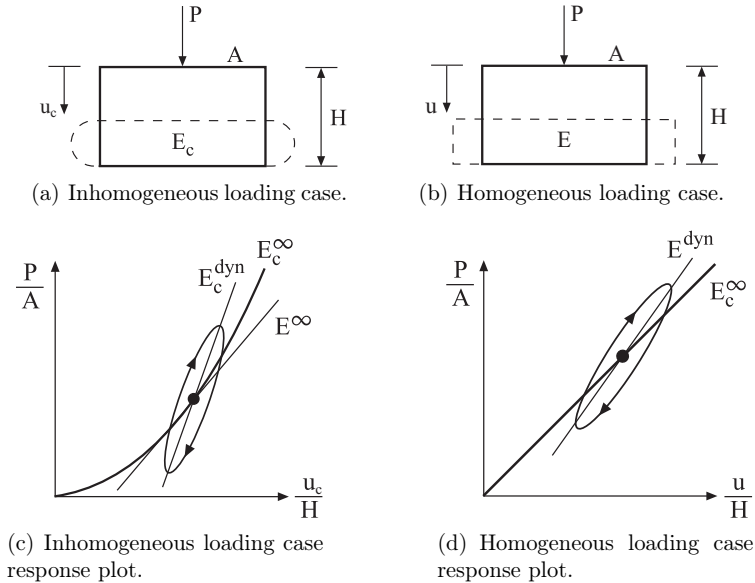 P
A
u_c
E_c
H
(a) Inhomogeneous loading case.
P
A
u
E
H
(b) Homogeneous loading case.
P
A
E_c^dyn
E_c^∞
E^∞
u_c
H
(c) Inhomogeneous loading case
response plot.
P
A
E^dyn
E_c^∞
u
H
(d) Homogeneous loading case
response plot.